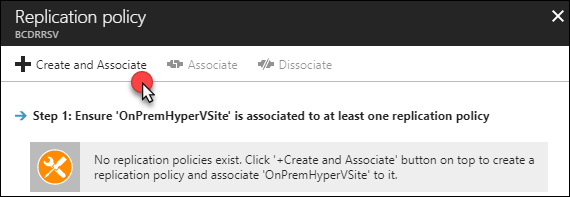 Replication policy
BCDRRSV
Create and Associate Associate Dissociate
Step 1: Ensure 'OnPremHyperVSite' is associated to at least one replication policy
No replication policies exist. Click '+Create and Associate' button on top to create a
replication policy and associate 'OnPremHyperVSite' to it.